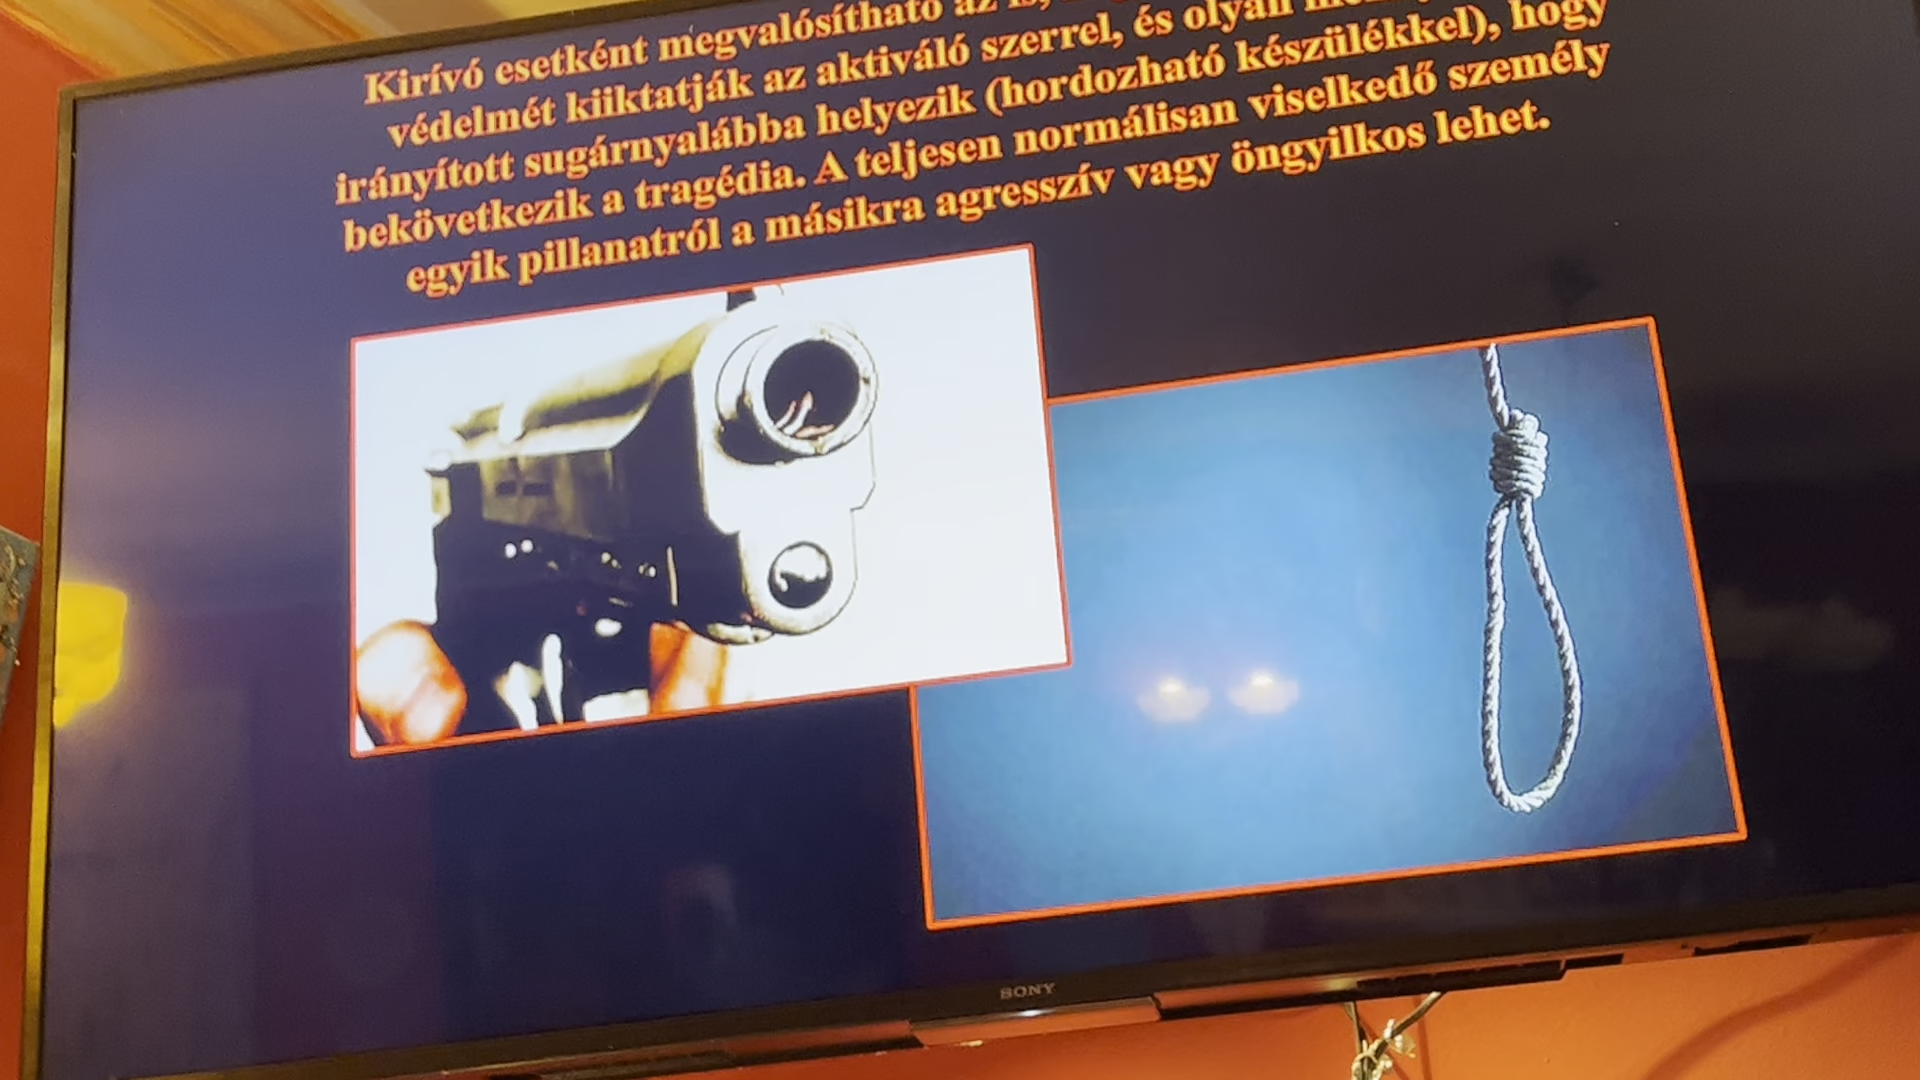 Kirívó esetként megvalósítható az is,
védelmét kiiktatják az aktiváló szerrel, és olyan
irányított sugárnyalábba helyezik (hordozható készülékkel), hogy
bekövetkezik a tragédia. A teljesen normálisan viselkedő személy
egyik pillanatról a másikra agresszív vagy öngyilkos lehet.
SONY